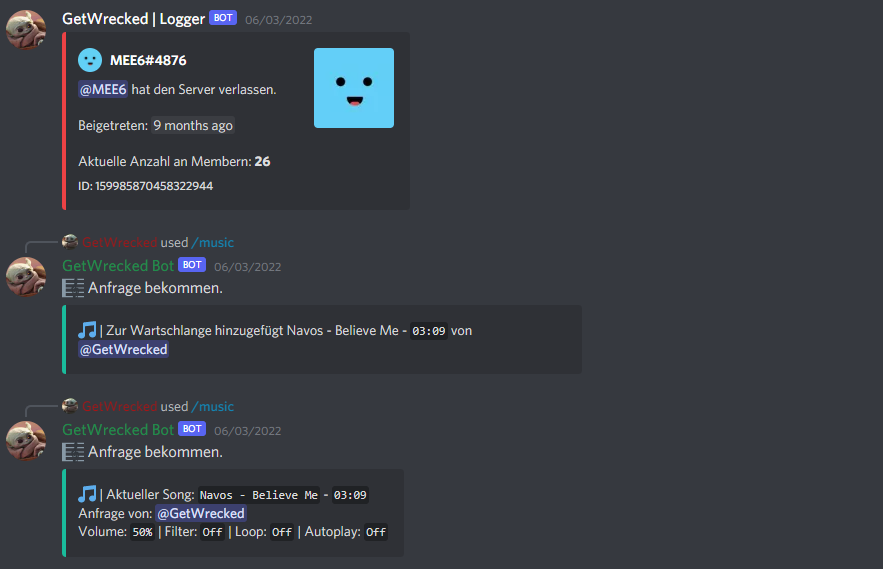 GetWrecked | Logger BOT 06/03/2022
MEE6#4876
@MEE6 hat den Server verlassen.
Beigetreten: 9 months ago
Aktuelle Anzahl an Membern: 26
ID: 159985870458322944
GetWrecked used /music
GetWrecked Bot BOT 06/03/2022
Anfrage bekommen.
| Zur Wartschlange hinzugefügt Navos - Believe Me - 03:09 von
@GetWrecked
GetWrecked used /music
GetWrecked Bot BOT 06/03/2022
Anfrage bekommen.
| Aktueller Song: Navos - Believe Me - 03:09
Anfrage von: @GetWrecked
Volume: 50% | Filter: Off | Loop: Off | Autoplay: Off